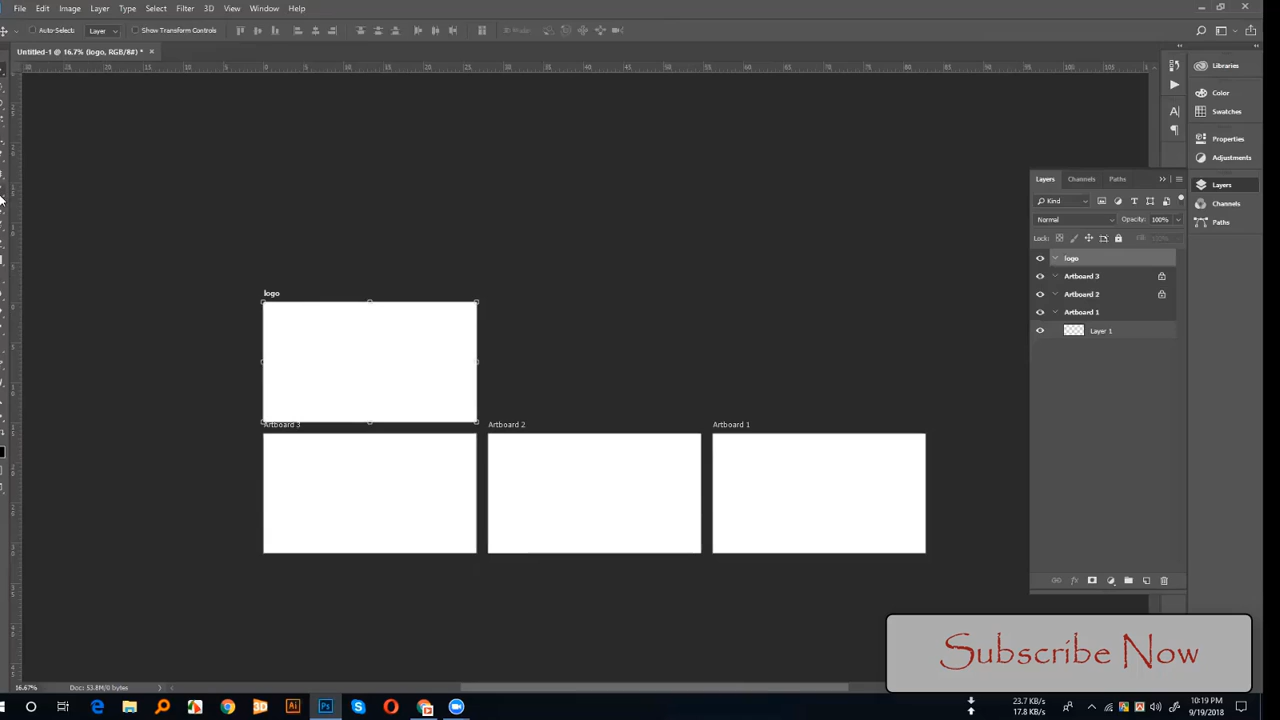 File Edit Image Layer Type Select Filter 3D View Window Help
Auto-Select: Layer Show Transform Controls 3D Mode:
Untitled-1 @ 16.7% (logo, RGB/8#) * ×
Libraries
Color
Swatches
Properties
Adjustments
Layers
Channels
Paths
Layers Channels Paths
Kind
Normal Opacity: 100%
Lock:
logo
Artboard 3
Artboard 2
Artboard 1
Layer 1
logo
Artboard 3 Artboard 2 Artboard 1
Subscribe Now
16.67% Doc: 53.8M/0 bytes
Ai Ps
23.7 KB/s
17.8 KB/s
10:19 PM
9/19/2018